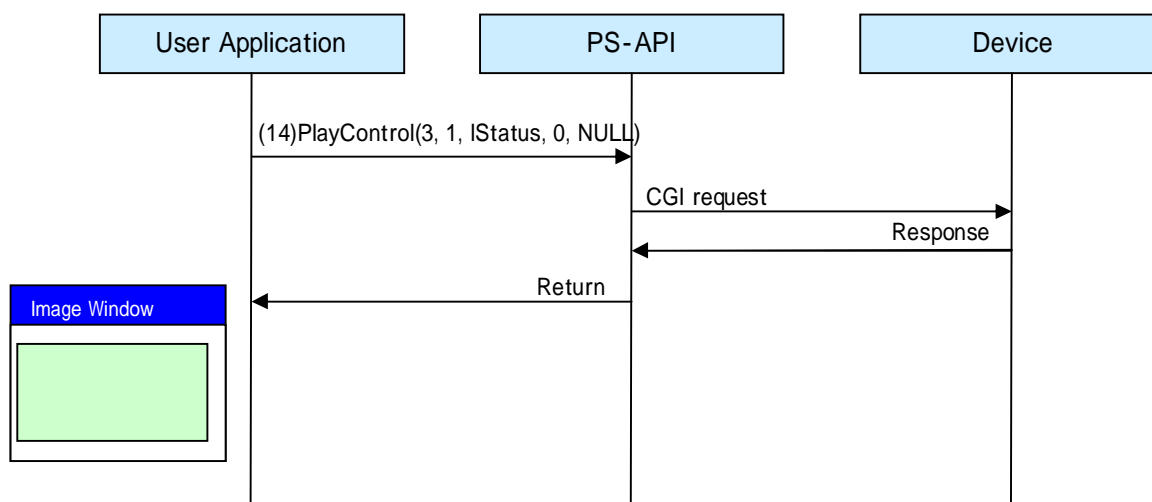 User Application
PS-API
Device
(14)PlayControl(3, 1, lStatus, 0, NULL)
CGI request
Response
Return
Image Window